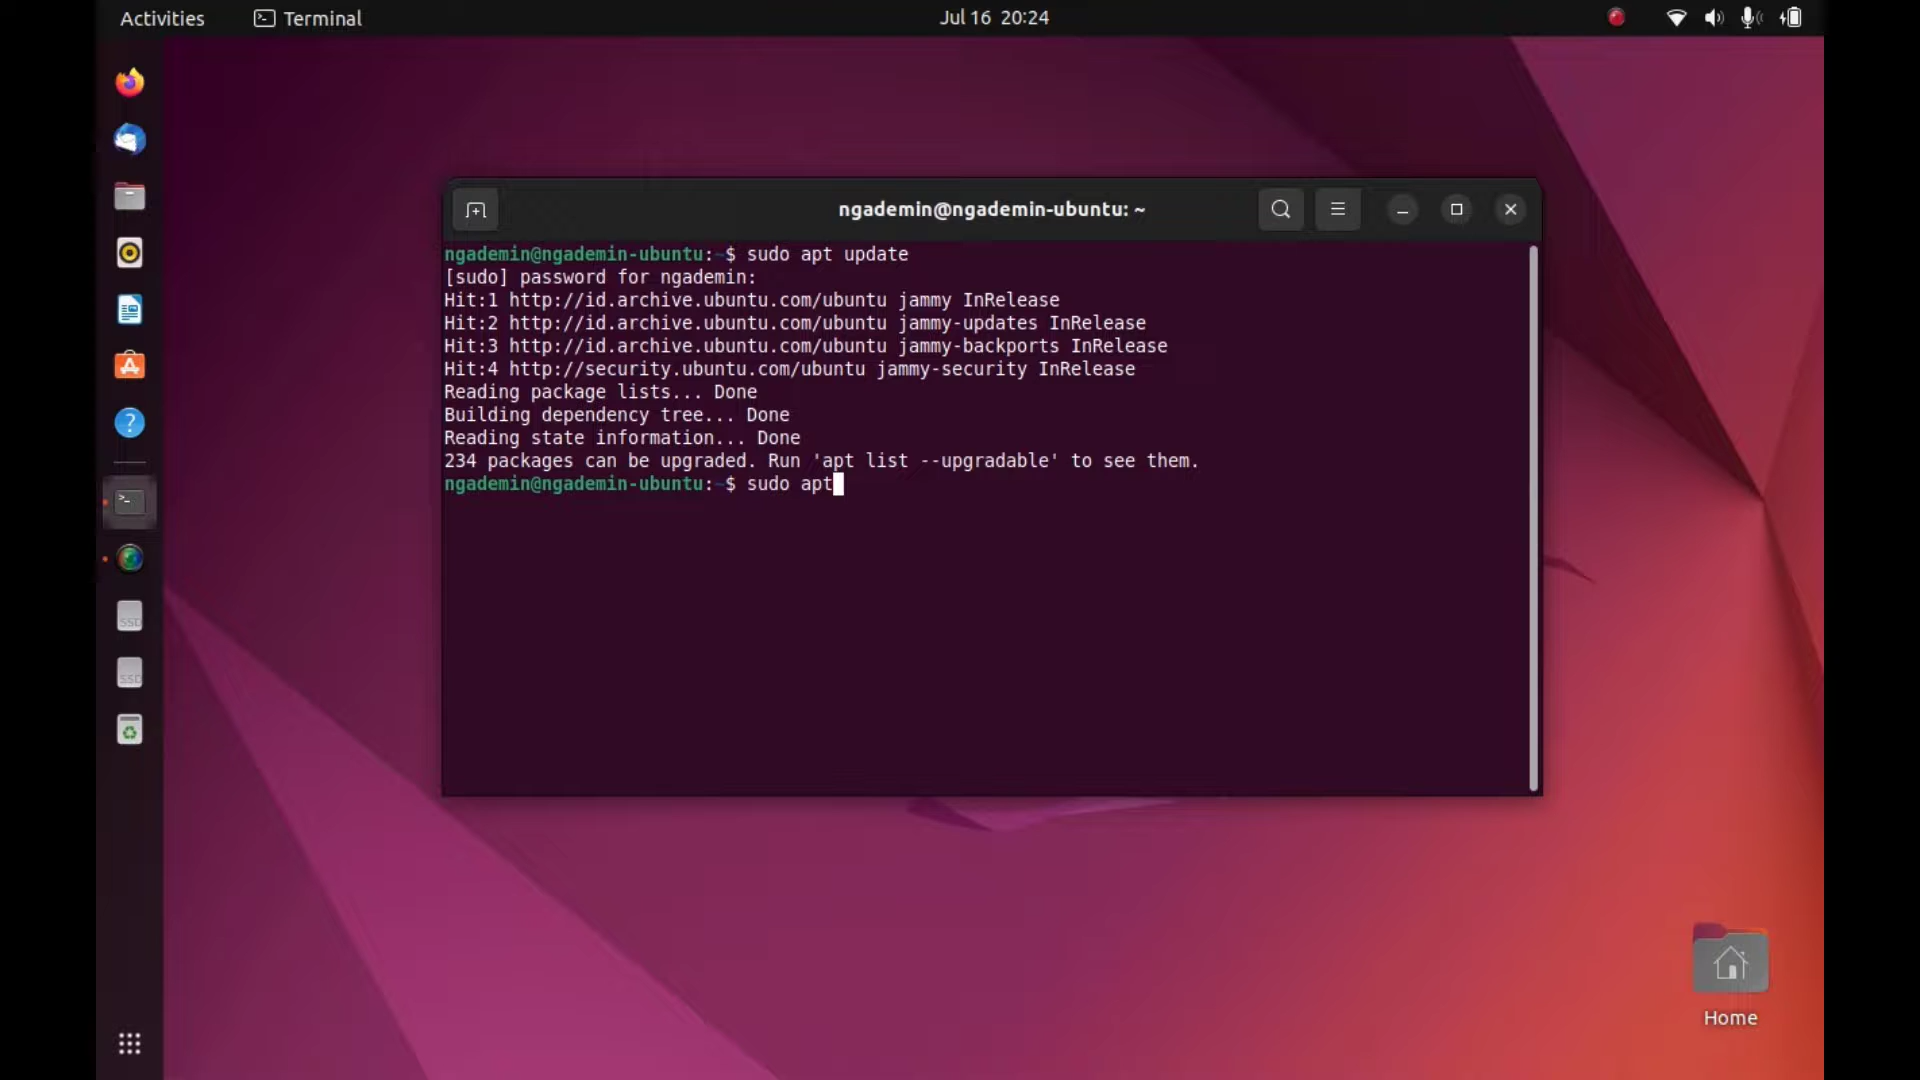 Activities
Terminal
Jul 16 20:24
ngademin@ngademin-ubuntu: ~
ngademin@ngademin-ubuntu:~$ sudo apt update
[sudo] password for ngademin:
Hit:1 http://id.archive.ubuntu.com/ubuntu jammy InRelease
Hit:2 http://id.archive.ubuntu.com/ubuntu jammy-updates InRelease
Hit:3 http://id.archive.ubuntu.com/ubuntu jammy-backports InRelease
Hit:4 http://security.ubuntu.com/ubuntu jammy-security InRelease
Reading package lists... Done
Building dependency tree... Done
Reading state information... Done
234 packages can be upgraded. Run 'apt list --upgradable' to see them.
ngademin@ngademin-ubuntu:~$ sudo apt
SSD
SSD
Home